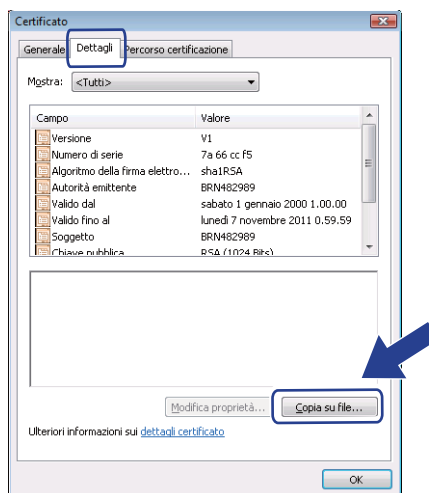 Certificato
Generale Dettagli Percorso certificazione
Mostra: <Tutti>
Campo Valore
Versione V1
Numero di serie 7a 66 cc f5
Algoritmo della firma elettro... sha1RSA
Autorità emittente BRN482989
Valido dal sabato 1 gennaio 2000 1.00.00
Valido fino al lunedì 7 novembre 2011 0.59.59
Soggetto BRN482989
Chiave pubblica RSA (1024 Bits)
Modifica proprietà... Copia su file...
Ulteriori informazioni sui dettagli certificato
OK